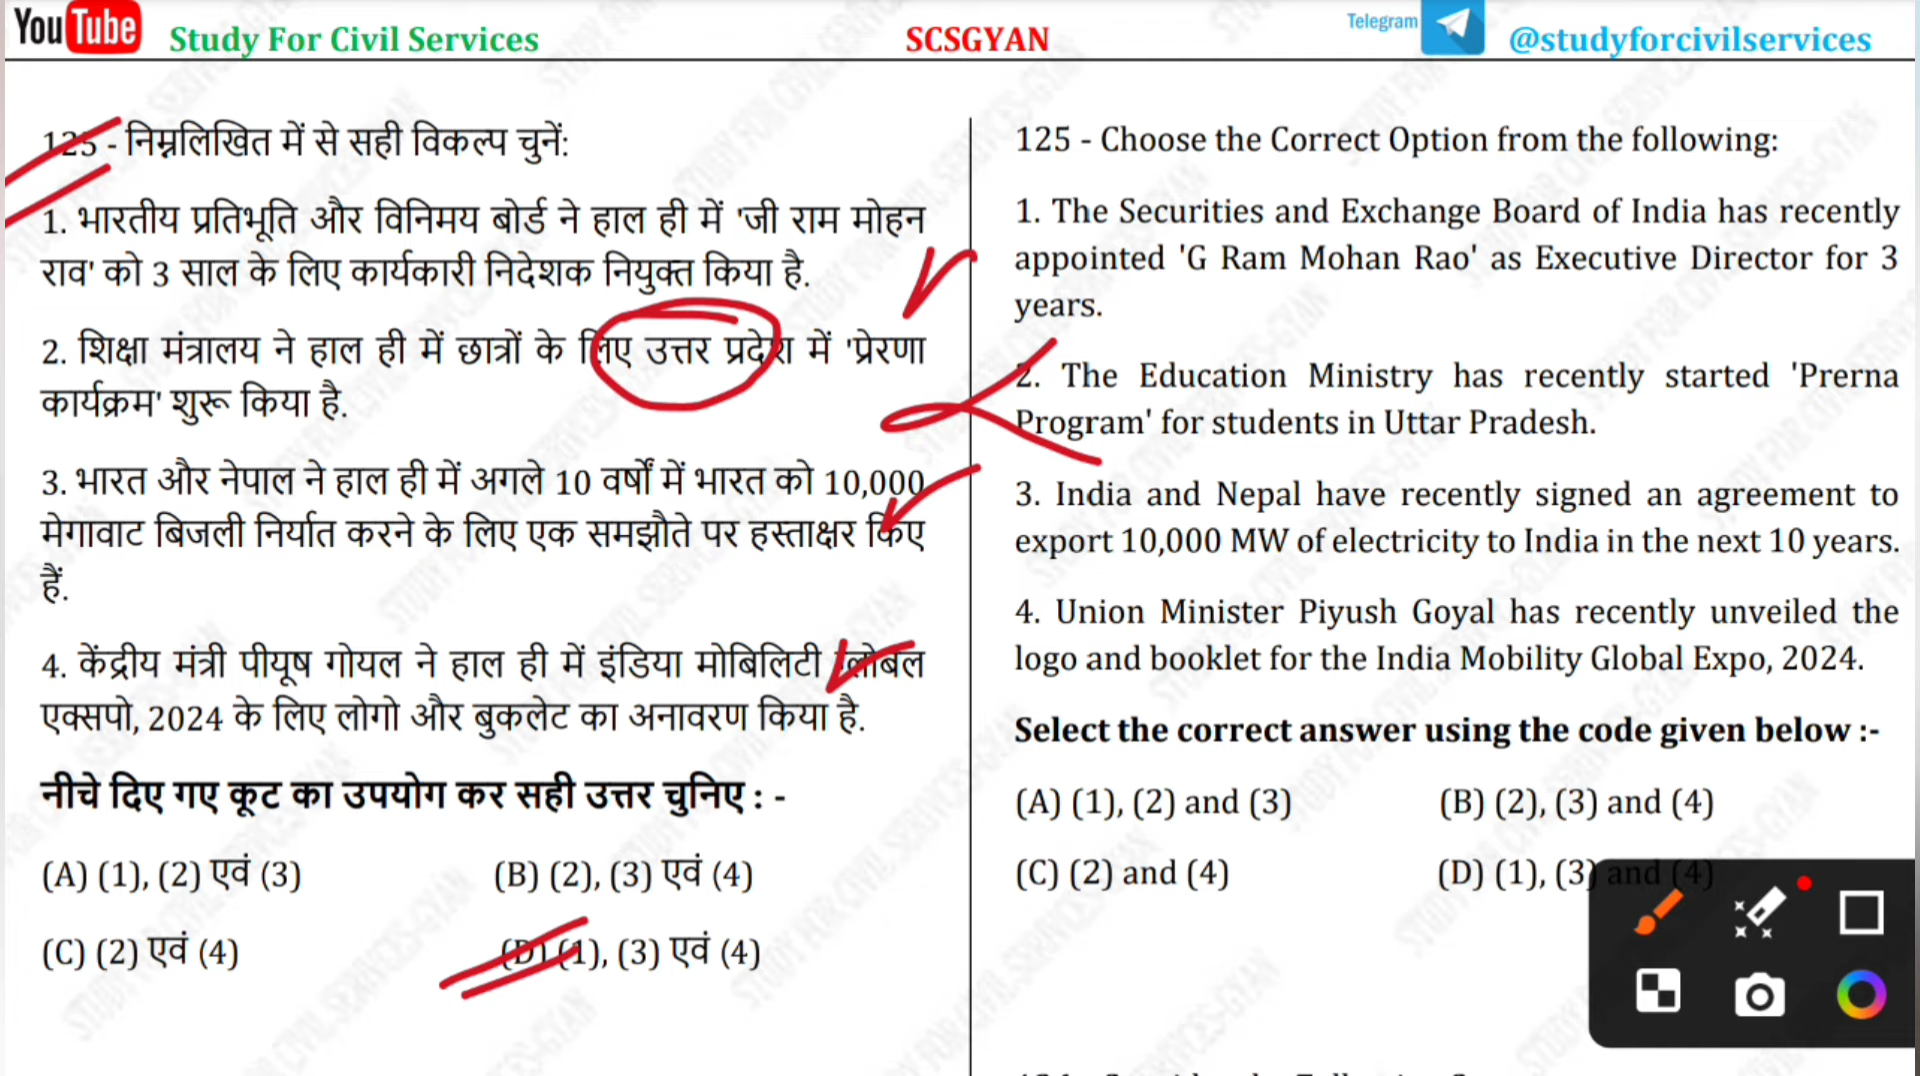 YouTube Study For Civil Services SCSGYAN Telegram @studyforcivilservices
125 - निम्नलिखित में से सही विकल्प चुनें:
1. भारतीय प्रतिभूति और विनिमय बोर्ड ने हाल ही में 'जी राम मोहन
राव' को 3 साल के लिए कार्यकारी निदेशक नियुक्त किया है.
2. शिक्षा मंत्रालय ने हाल ही में छात्रों के लिए उत्तर प्रदेश में 'प्रेरणा
कार्यक्रम' शुरू किया है.
3. भारत और नेपाल ने हाल ही में अगले 10 वर्षों में भारत को 10,000
मेगावाट बिजली निर्यात करने के लिए एक समझौते पर हस्ताक्षर किए
हैं.
4. केंद्रीय मंत्री पीयूष गोयल ने हाल ही में इंडिया मोबिलिटी ग्लोबल
एक्सपो, 2024 के लिए लोगो और बुकलेट का अनावरण किया है.
नीचे दिए गए कूट का उपयोग कर सही उत्तर चुनिए : -
(A) (1), (2) एवं (3) (B) (2), (3) एवं (4)
(C) (2) एवं (4) (D) (1), (3) एवं (4)
125 - Choose the Correct Option from the following:
1. The Securities and Exchange Board of India has recently
appointed 'G Ram Mohan Rao' as Executive Director for 3
years.
2. The Education Ministry has recently started 'Prerna
Program' for students in Uttar Pradesh.
3. India and Nepal have recently signed an agreement to
export 10,000 MW of electricity to India in the next 10 years.
4. Union Minister Piyush Goyal has recently unveiled the
logo and booklet for the India Mobility Global Expo, 2024.
Select the correct answer using the code given below :-
(A) (1), (2) and (3) (B) (2), (3) and (4)
(C) (2) and (4) (D) (1), (3) and (4)